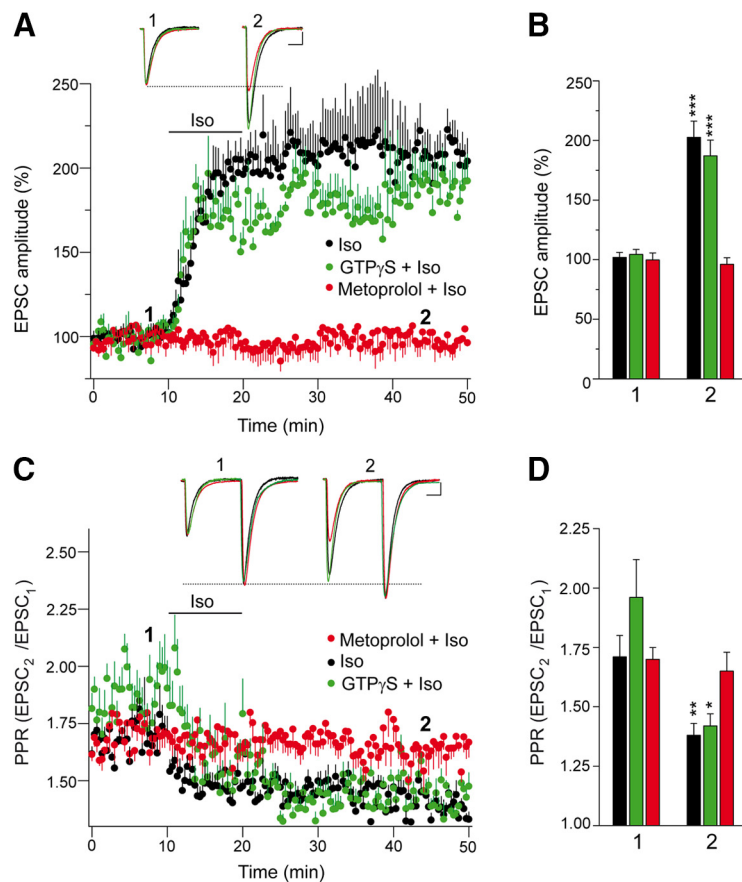 A
1
2
Iso
250
200
150
100
EPSC amplitude (%)
Iso
GTPγS + Iso
Metoprolol + Iso
1
2
0
10
20
30
40
50
Time (min)
B
250
200
150
100
50
0
EPSC amplitude (%)
***
***
1
2
C
1
2
Iso
2.50
2.25
2.00
1.75
1.50
PPR (EPSC2 /EPSC1)
1
Metoprolol + Iso
Iso
GTPγS + Iso
2
0
10
20
30
40
50
Time (min)
D
2.25
2.00
1.75
1.50
1.25
1.00
PPR (EPSC2 /EPSC1)
**
*
1
2